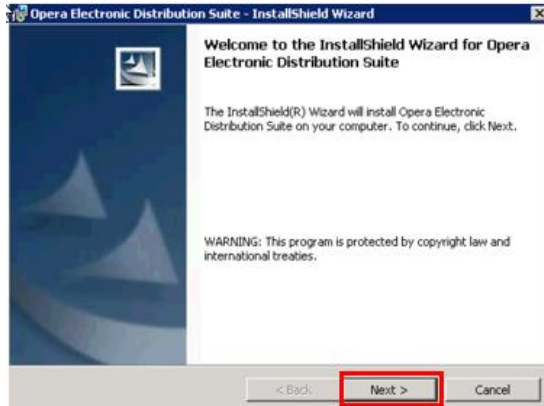 Opera Electronic Distribution Suite - InstallShield Wizard
Welcome to the InstallShield Wizard for Opera
Electronic Distribution Suite
The InstallShield(R) Wizard will install Opera Electronic
Distribution Suite on your computer. To continue, click Next.
WARNING: This program is protected by copyright law and
international treaties.
< Back
Next >
Cancel